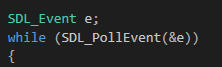 SDL_Event e;
while (SDL_PollEvent(&e))
{